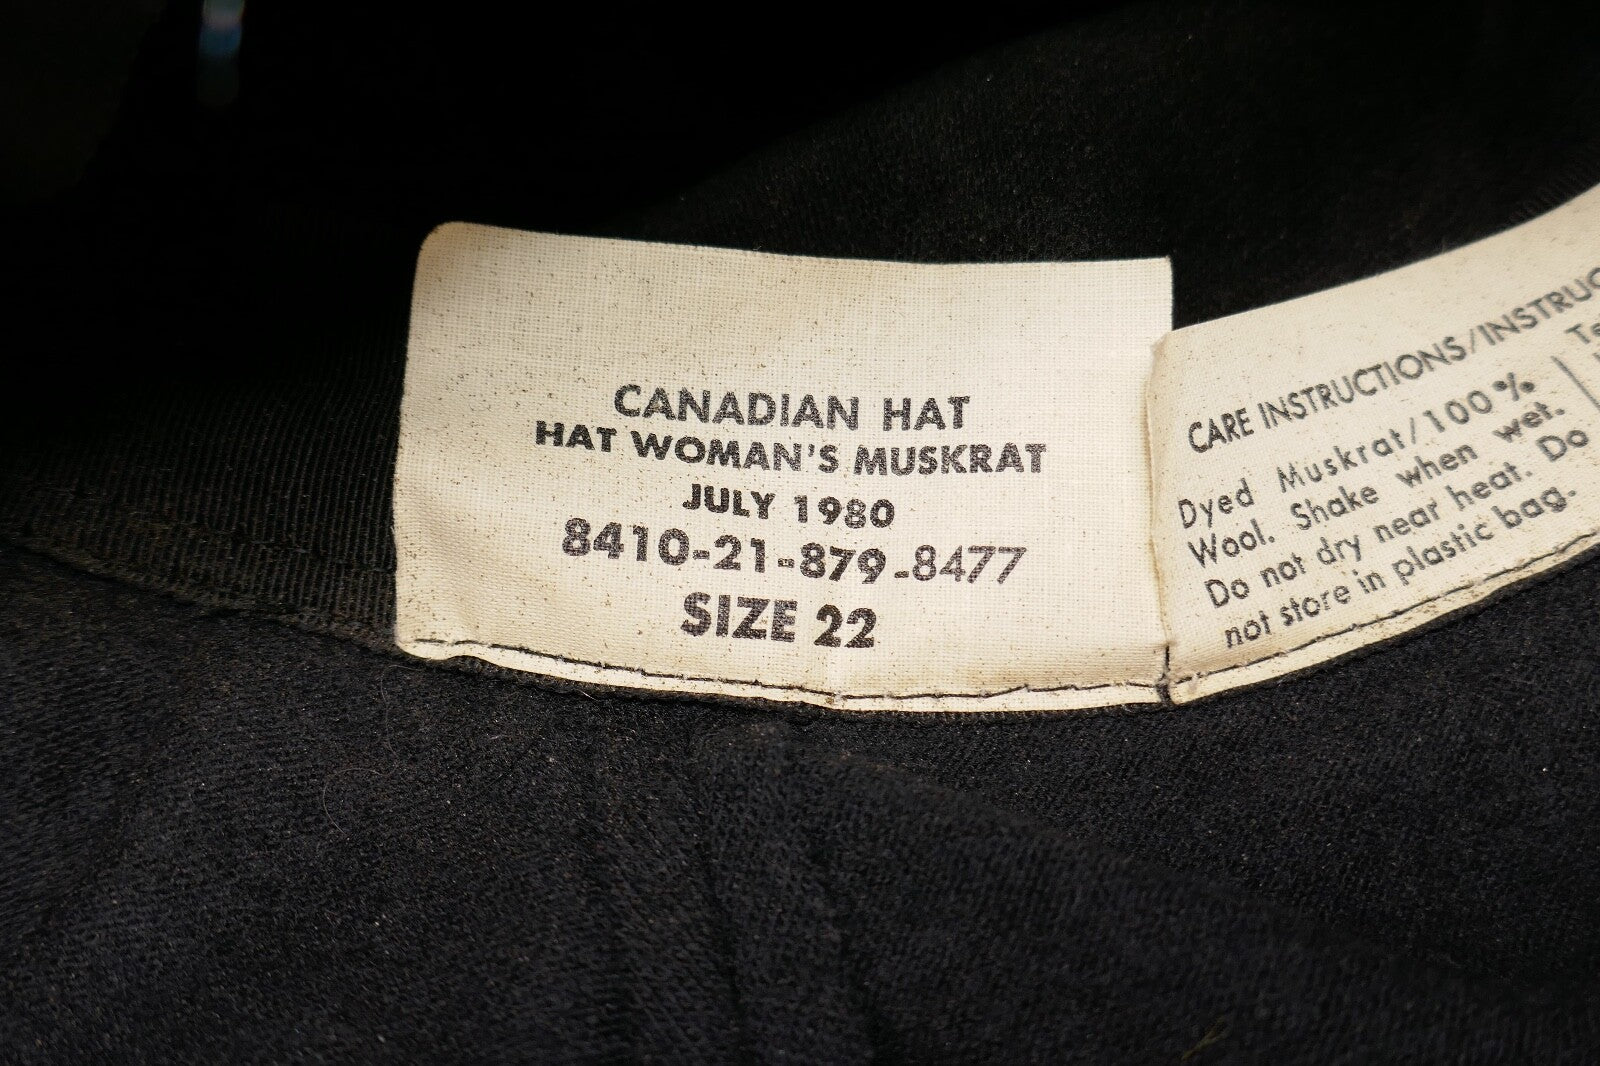 CANADIAN HAT
HAT WOMAN'S MUSKRAT
JULY 1980
8410-21-879-8477
SIZE 22
CARE INSTRUCTIONS/INSTRUC
Dyed Muskrat/100%
Wool. Shake when wet.
Do not dry near heat. Do
not store in plastic bag.